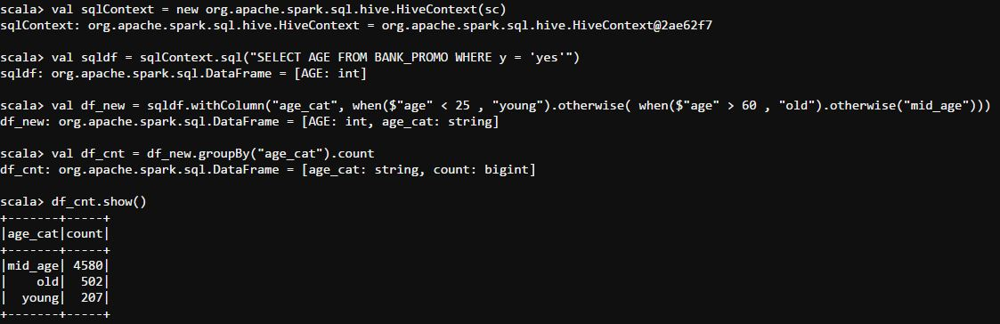 scala> val sqlContext = new org.apache.spark.sql.hive.HiveContext(sc)
sqlContext: org.apache.spark.sql.hive.HiveContext = org.apache.spark.sql.hive.HiveContext@2ae62f7
scala> val sqldf = sqlContext.sql("SELECT AGE FROM BANK_PROMO WHERE y = 'yes'")
sqldf: org.apache.spark.sql.DataFrame = [AGE: int]
scala> val df_new = sqldf.withColumn("age_cat", when($"age" < 25 , "young").otherwise( when($"age" > 60 , "old").otherwise("mid_age")))
df_new: org.apache.spark.sql.DataFrame = [AGE: int, age_cat: string]
scala> val df_cnt = df_new.groupBy("age_cat").count
df_cnt: org.apache.spark.sql.DataFrame = [age_cat: string, count: bigint]
scala> df_cnt.show()
+-------+-----+
|age_cat|count|
+-------+-----+
|mid_age| 4580|
|    old|  502|
|  young|  207|
+-------+-----+